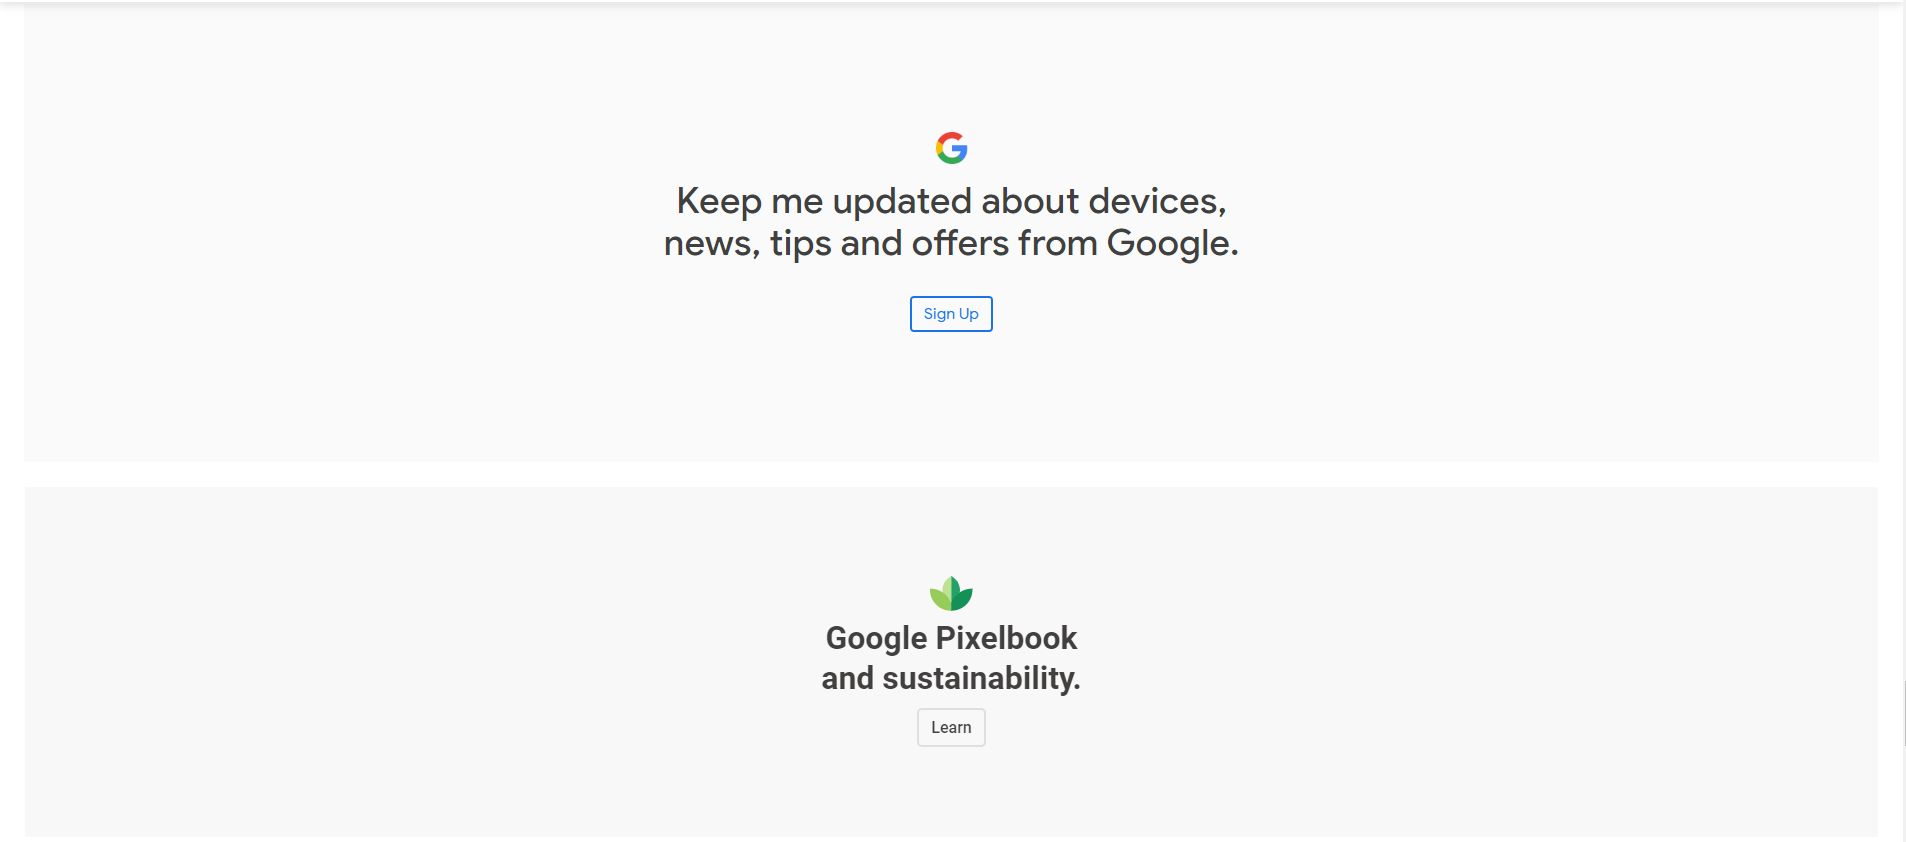 Keep me updated about devices,
news, tips and offers from Google.
Sign Up
Google Pixelbook
and sustainability.
Learn